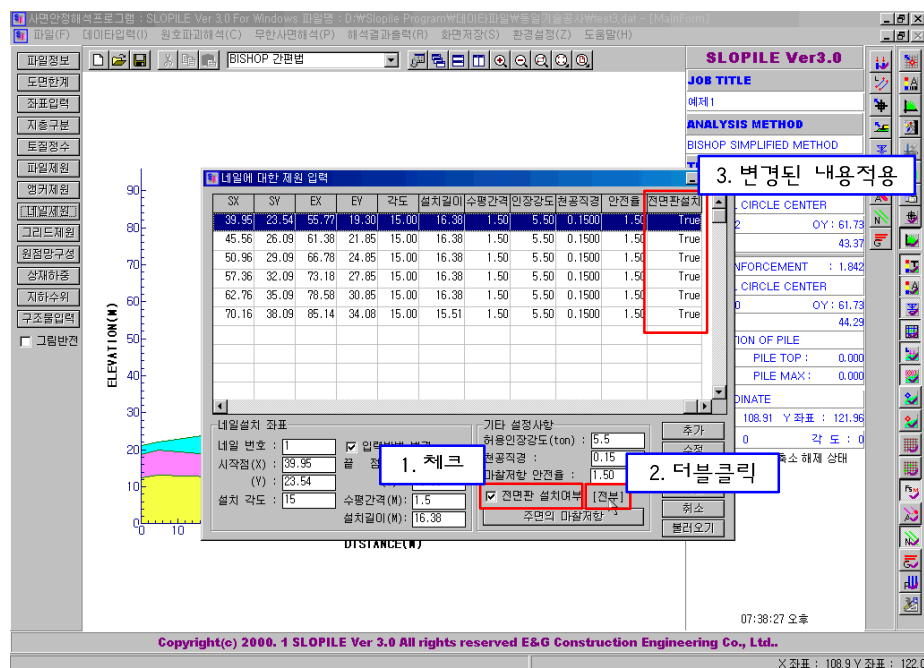 사면안정해석프로그램 : SLOPILE Ver 3.0 For Windows 파일명 : D:₩Slopile Program₩데이타파일₩동일기술공사₩test3.dat - [MainForm]
파일(F) 데이타입력(I) 원호파괴해석(C) 무한사면해석(P) 해석결과출력(R) 화면저장(S) 환경설정(Z) 도움말(H)
파일정보
도면한계
좌표입력
지층구분
토질정수
파일제원
앵커제원
네일제원
그리드제원
원점망구성
상재하중
지하수위
구조물입력
그림반전
BISHOP 간편법
SLOPILE Ver3.0
JOB TITLE
예제1
ANALYSIS METHOD
BISHOP SIMPLIFIED METHOD
3. 변경된 내용적용
CIRCLE CENTER
OY : 61.73
43.37
: 1.842
CIRCLE CENTER
OY : 61.73
44.29
ION OF PILE
PILE TOP : 0.000
PILE MAX : 0.000
108.91 Y 좌표 : 121.96
0 각 도 : 0
축소 해제 상태
07:38:27 오후
네일에 대한 제원 입력
SX SY EX EY 각도 설치길이 수평간격 인장강도 천공직경 안전율 전면판설치
39.95 23.54 55.77 19.30 15.00 16.38 1.50 5.50 0.1500 1.50 True
45.56 26.09 61.38 21.85 15.00 16.38 1.50 5.50 0.1500 1.50 True
50.96 29.09 66.78 24.85 15.00 16.38 1.50 5.50 0.1500 1.50 True
57.36 32.09 73.18 27.85 15.00 16.38 1.50 5.50 0.1500 1.50 True
62.76 35.09 78.58 30.85 15.00 16.38 1.50 5.50 0.1500 1.50 True
70.16 38.09 85.14 34.08 15.00 15.51 1.50 5.50 0.1500 1.50 True
네일설치 좌표
네일 번호 : 1
시작점(X) : 39.95
(Y) : 23.54
설치 각도 : 15
수평간격(M): 1.5
설치길이(M): 16.38
1. 체크
기타 설정사항
허용인장강도(ton) : 5.5
천공직경 : 0.15
마찰저항 안전율 : 1.50
전면판 설치여부 [전부]
주면의 마찰저항
2. 더블클릭
추가
수정
취소
불러오기
ELEVATION(M)
90
80
70
60
50
40
30
20
10
0
0 10
DISTANCE(M)
Copyright(c) 2000. 1 SLOPILE Ver 3.0 All rights reserved E&G Construction Engineering Co., Ltd..
X 좌표 : 108.9 Y 좌표 : 122.0